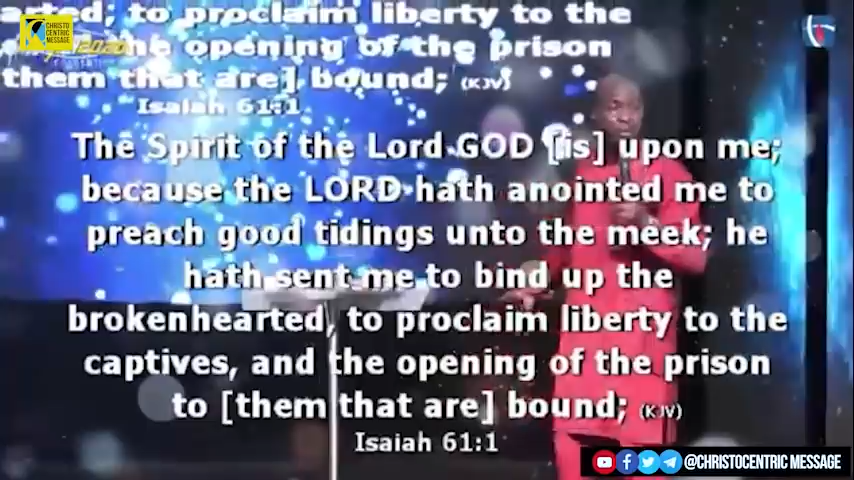 arted, to proclaim liberty to the
the opening of the prison
them that are] bound; (KJV)
Isaiah 61:1
CHRISTO
CENTRIC
MESSAGE
2020
The Spirit of the Lord GOD [is] upon me;
because the LORD hath anointed me to
preach good tidings unto the meek; he
hath sent me to bind up the
brokenhearted, to proclaim liberty to the
captives, and the opening of the prison
to [them that are] bound; (KJV)
Isaiah 61:1
@CHRISTOCENTRIC MESSAGE